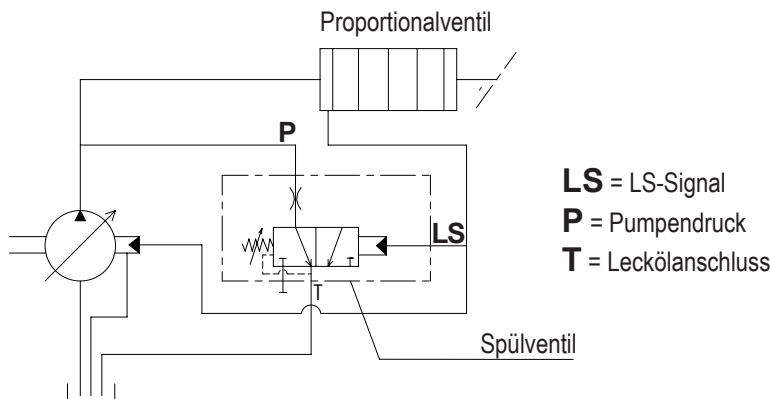 Proportionalventil
P
LS
T
Spülventil
LS = LS-Signal
P = Pumpendruck
T = Leckölanschluss